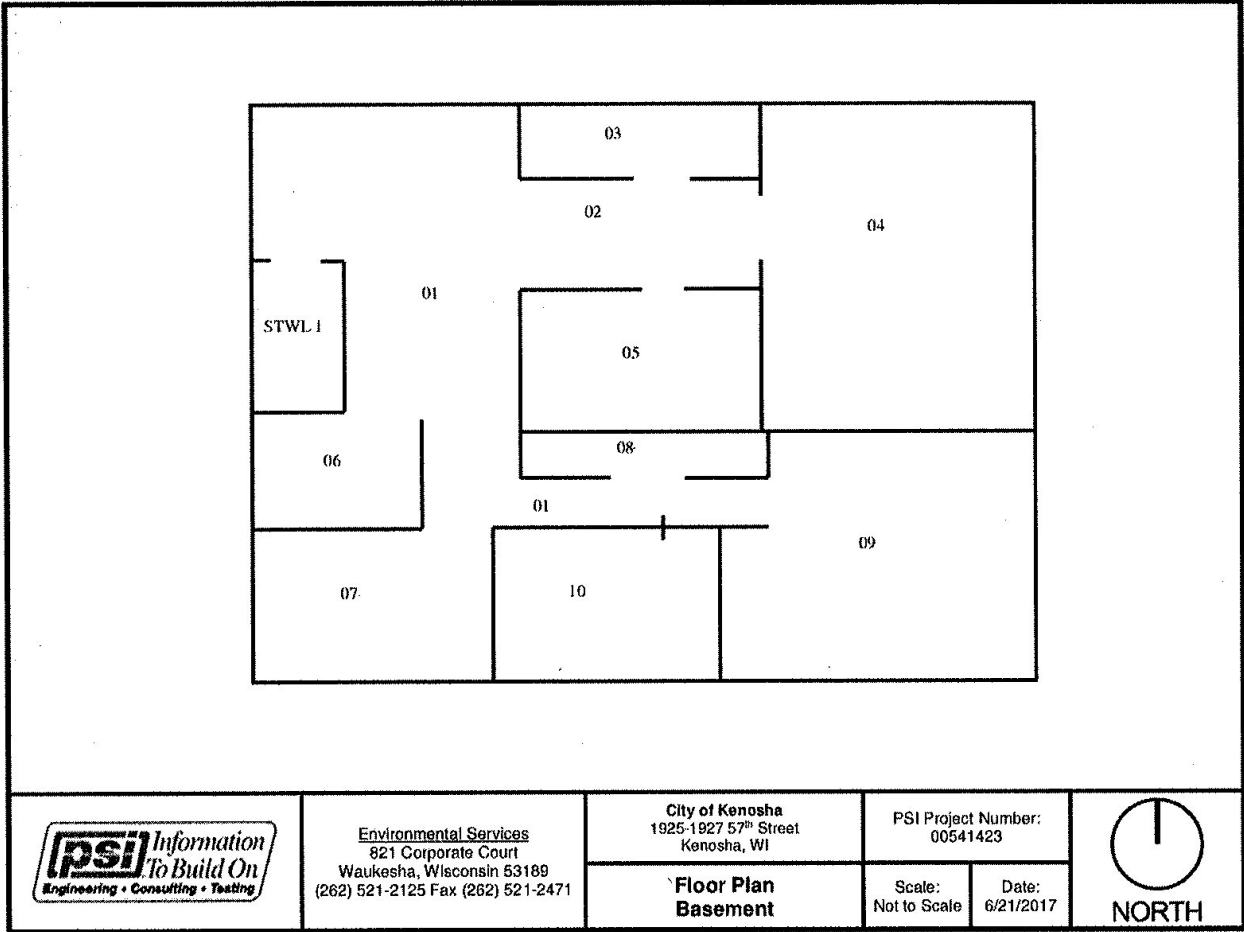 03
02
04
01
STWL 1
05
06
08
01
09
07
10
psi Information
To Build On
Engineering • Consulting • Testing
Environmental Services
821 Corporate Court
Waukesha, Wisconsin 53189
(262) 521-2125 Fax (262) 521-2471
City of Kenosha
1925-1927 57th Street
Kenosha, WI
Floor Plan
Basement
PSI Project Number:
00541423
Scale:
Not to Scale
Date:
6/21/2017
NORTH